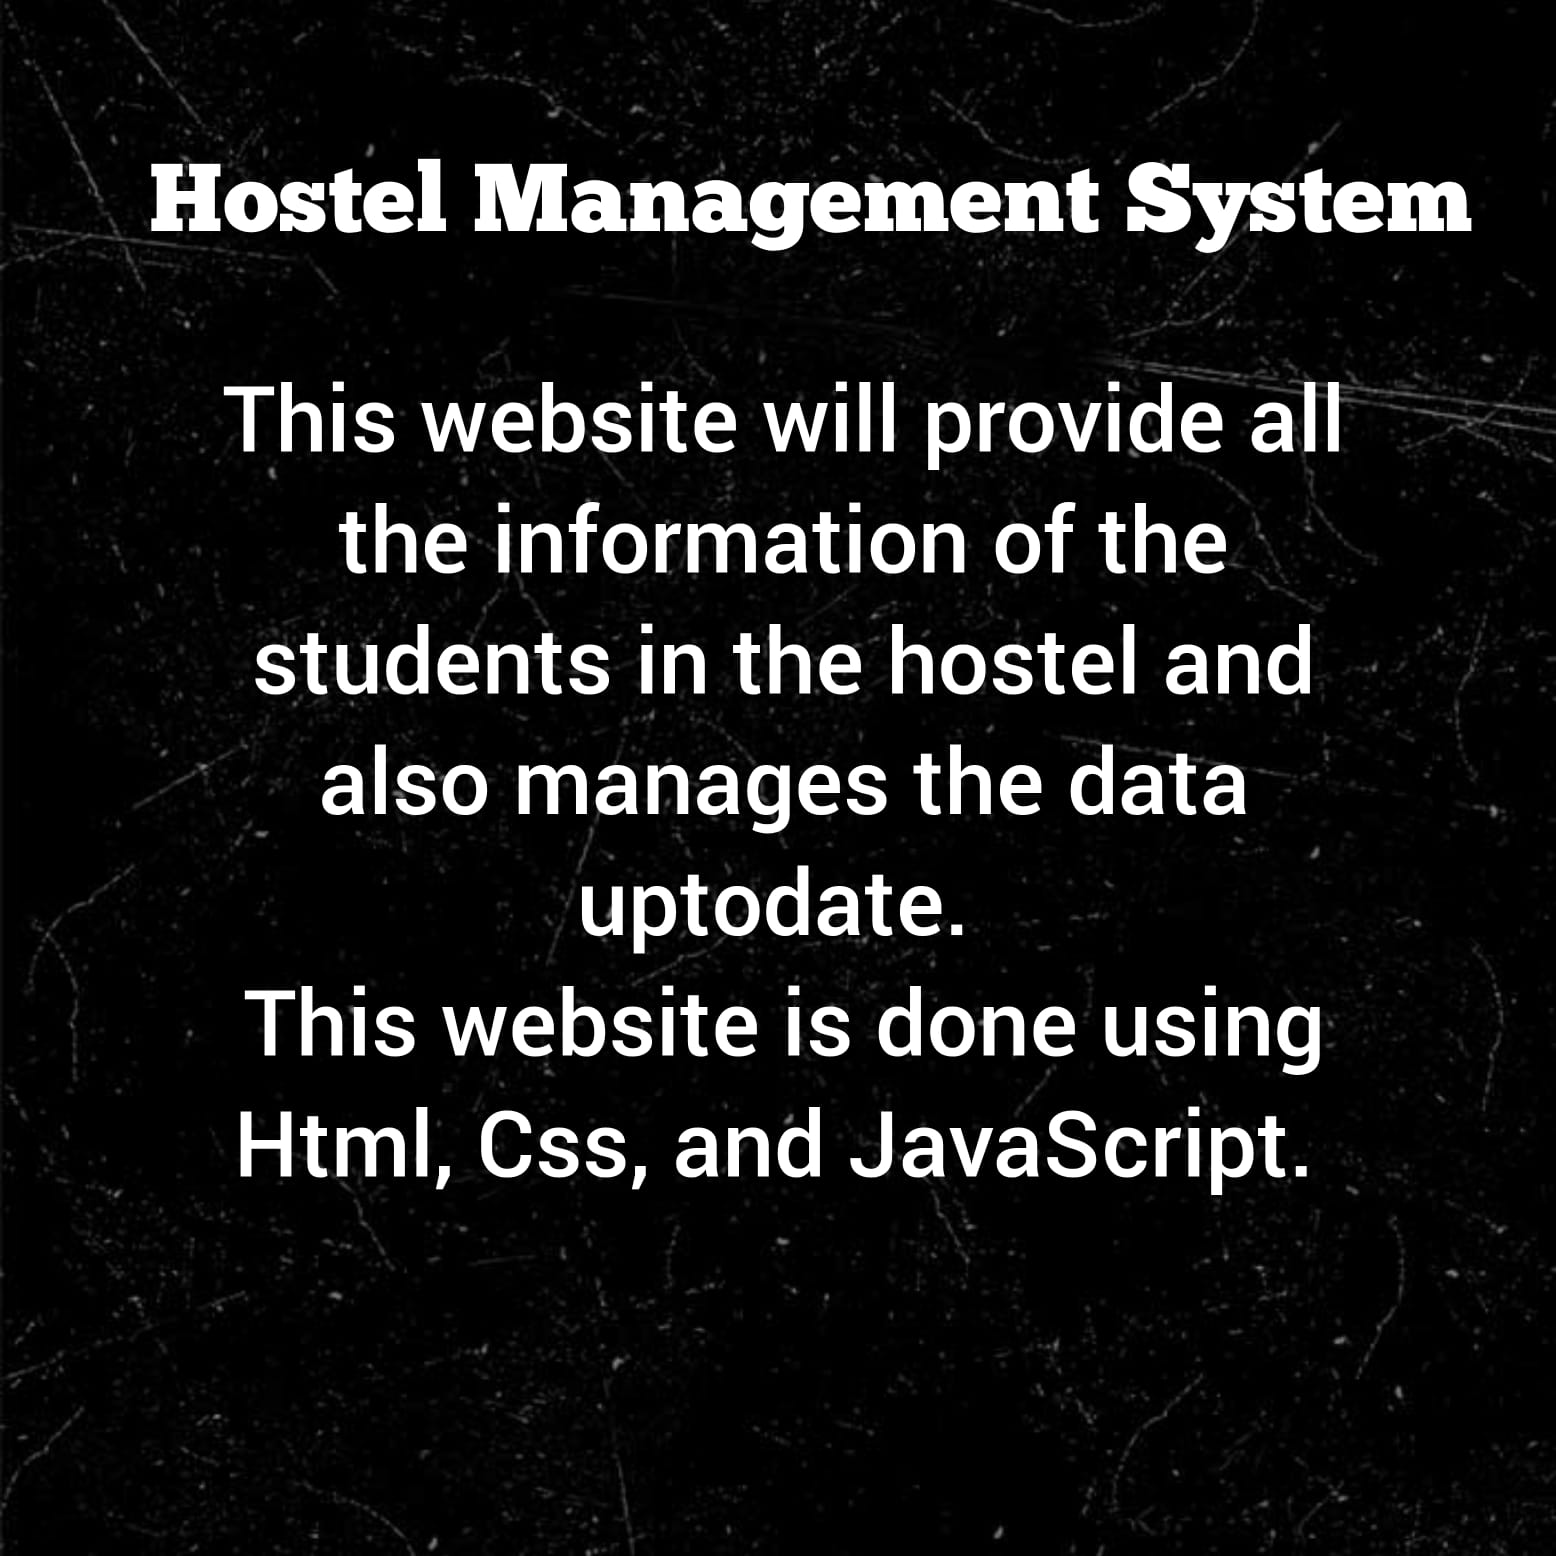 Hostel Management System
This website will provide all
the information of the
students in the hostel and
also manages the data
uptodate.
This website is done using
Html, Css, and JavaScript.